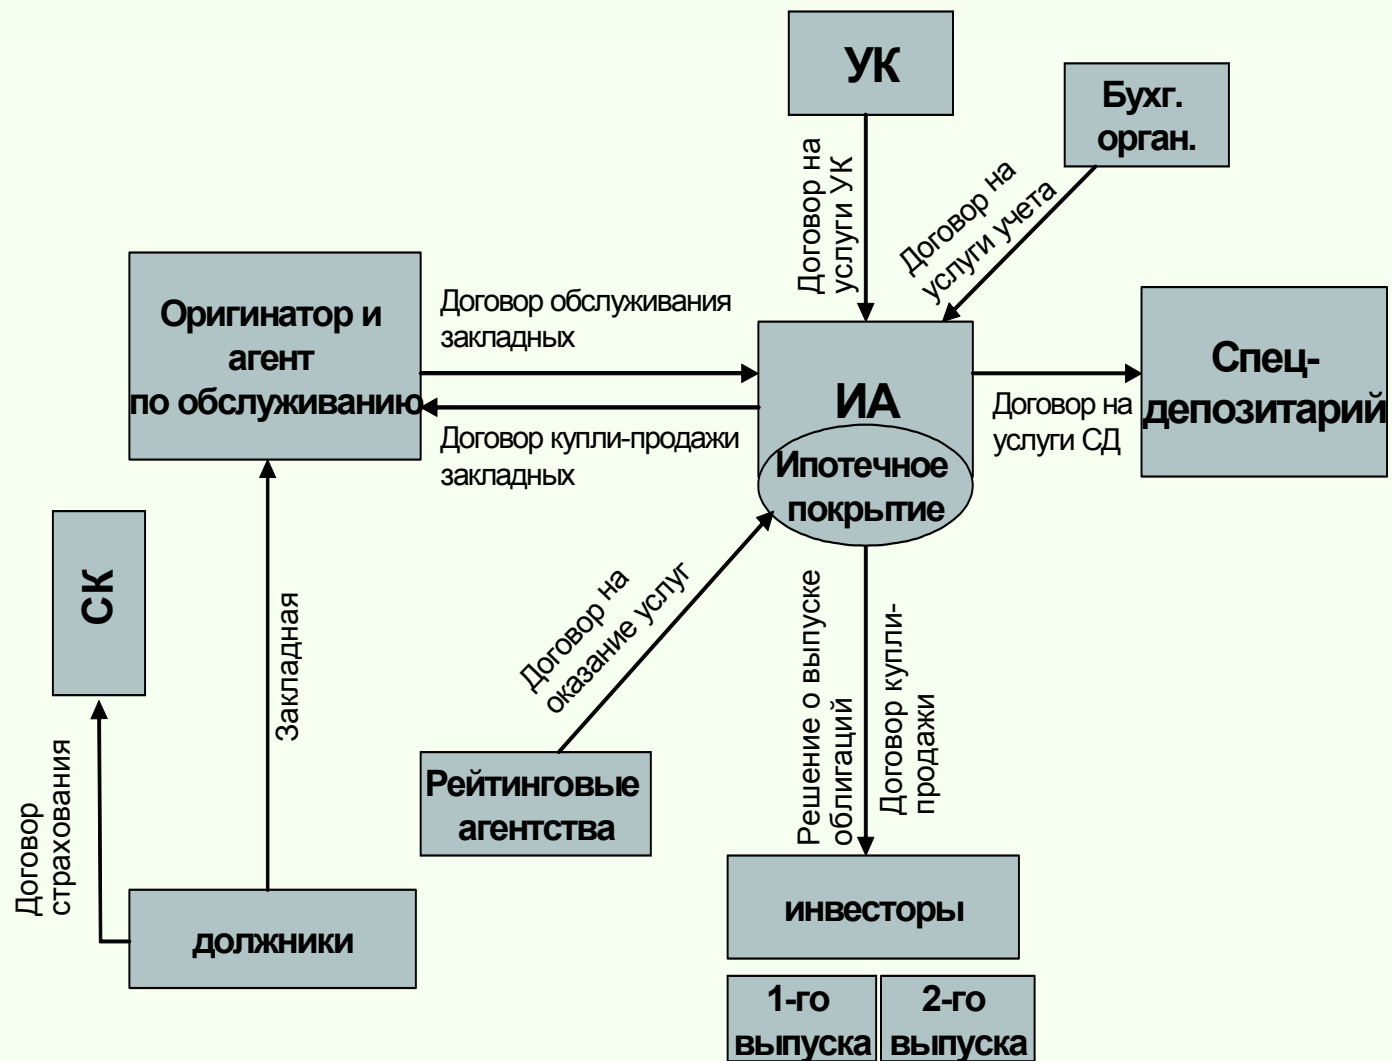 УК
Бухг.
орган.
Договор на
услуги УК
Договор на
услуги учета
Оригинатор и
агент
по обслуживанию
Договор обслуживания
закладных
ИА
Спец-
депозитарий
Договор на
услуги СД
Договор купли-продажи
закладных
Ипотечное
покрытие
СК
Закладная
Договор на
оказание услуг
Решение о выпуске
облигаций
Договор купли-
продажи
Рейтинговые
агентства
Договор
страхования
должники
инвесторы
1-го
выпуска
2-го
выпуска